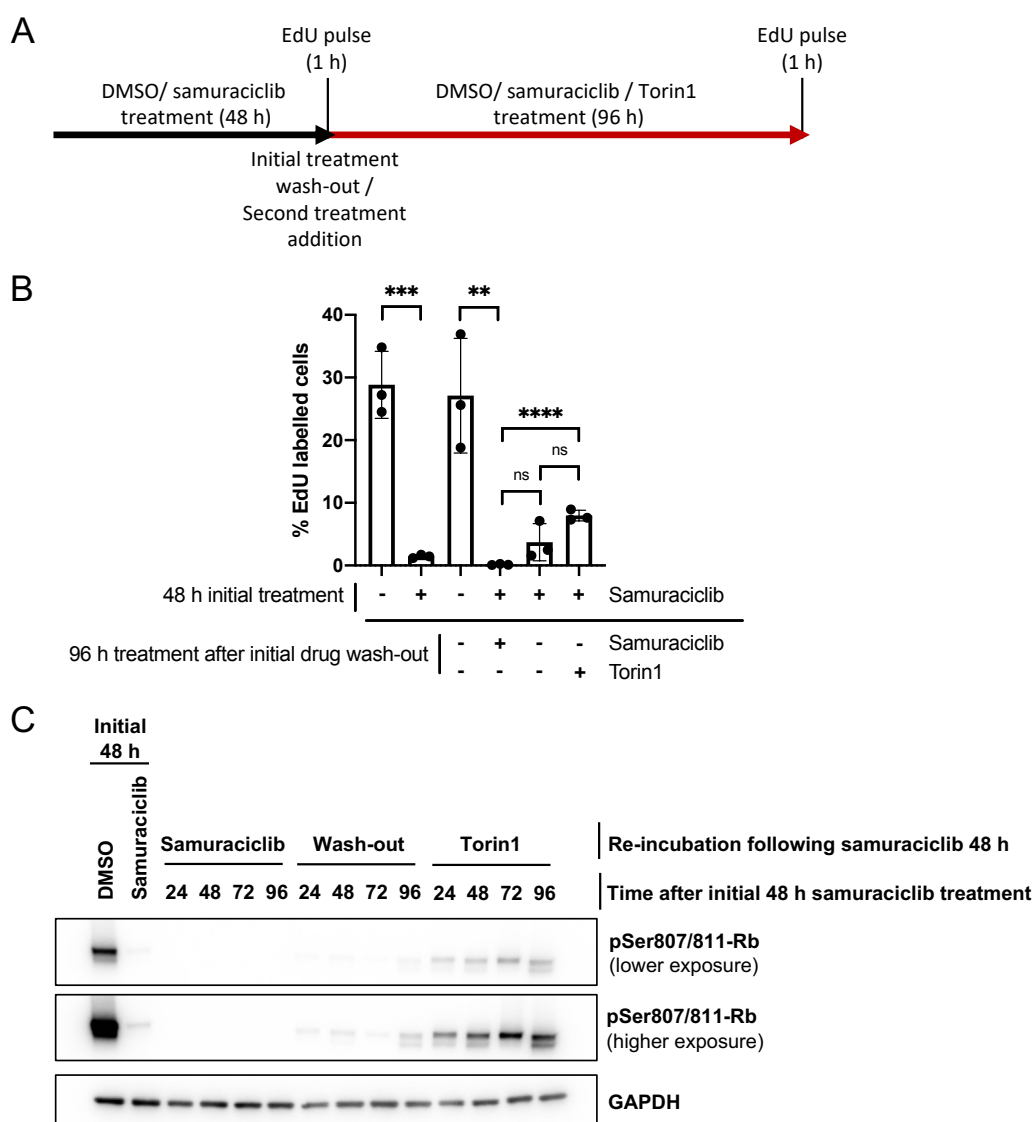 A
EdU pulse
(1 h)
EdU pulse
(1 h)
DMSO/ samuraciclib
treatment (48 h)
DMSO/ samuraciclib / Torin1
treatment (96 h)
Initial treatment
wash-out /
Second treatment
addition
B
% EdU labelled cells
40
30
20
10
0
***
**
****
ns
ns
48 h initial treatment - + - + + + Samuraciclib
96 h treatment after initial drug wash-out
- + - - Samuraciclib
- - - + Torin1
C
Initial
48 h
DMSO
Samuraciclib
Samuraciclib Wash-out Torin1 Re-incubation following samuraciclib 48 h
24 48 72 96 24 48 72 96 24 48 72 96 Time after initial 48 h samuraciclib treatment
pSer807/811-Rb
(lower exposure)
pSer807/811-Rb
(higher exposure)
GAPDH